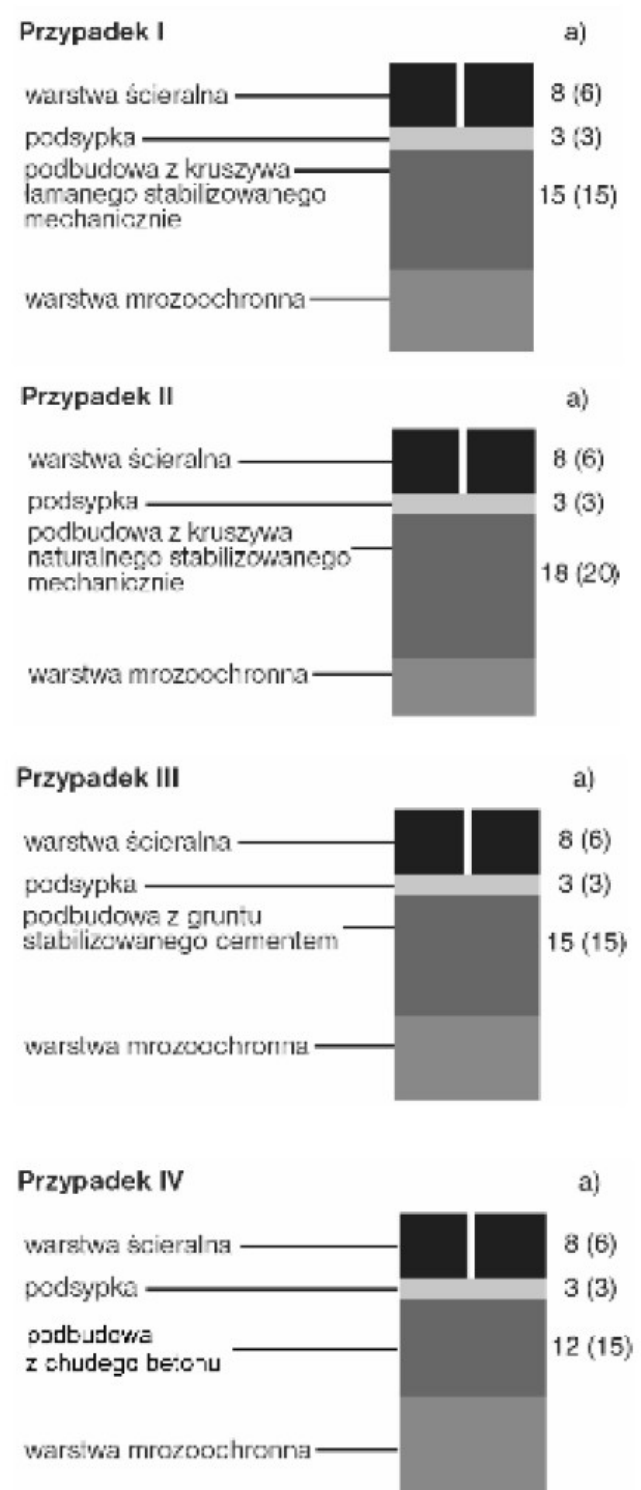 Przypadek I a)
warstwa ścieralna 8 (6)
podsypka 3 (3)
podbudowa z kruszywa
łamanego stabilizowanego 15 (15)
mechanicznie
warstwa mrozoochronna
Przypadek II a)
warstwa ścieralna 8 (6)
podsypka 3 (3)
podbudowa z kruszywa
naturalnego stabilizowanego
mechanicznie 18 (20)
warstwa mrozoochronna
Przypadek III a)
warstwa ścieralna 8 (6)
podsypka 3 (3)
podbudowa z gruntu
stabilizowanego cementem 15 (15)
warstwa mrozoochronna
Przypadek IV a)
warstwa ścieralna 8 (6)
podsypka 3 (3)
podbudowa 12 (15)
z chudego betonu
warstwa mrozoochronna